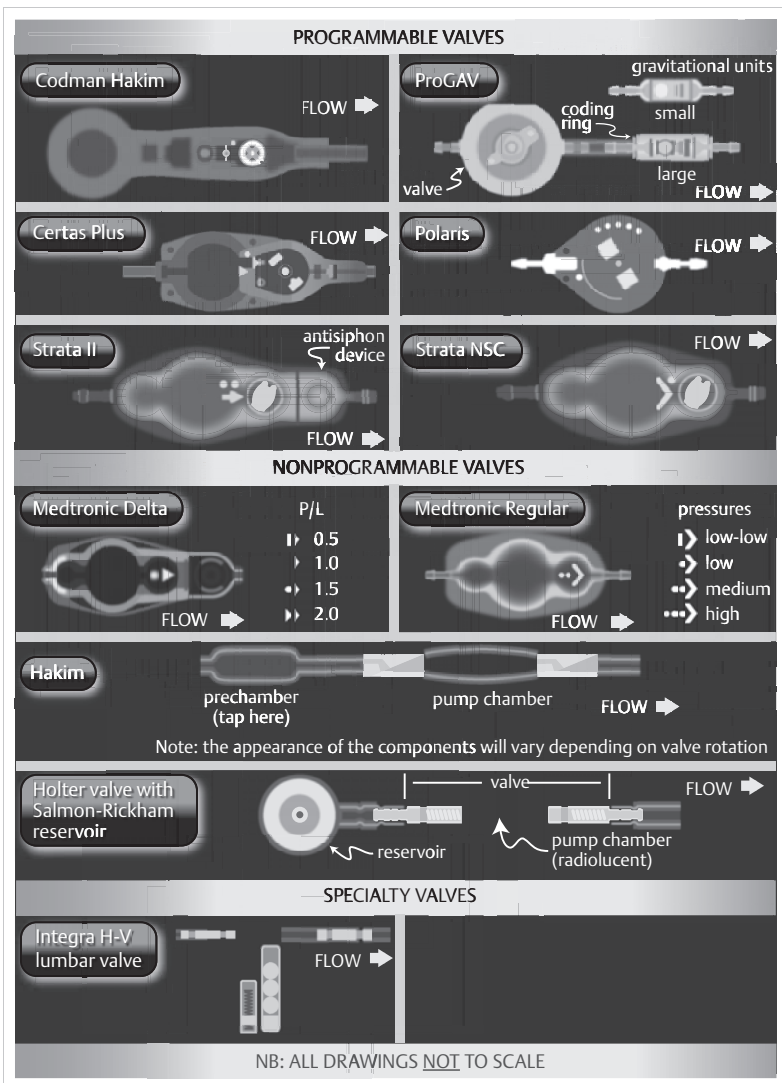 PROGRAMMABLE VALVES
Codman Hakim
FLOW
ProGAV
gravitational units
small
coding
ring
large
valve
FLOW
Certas Plus
FLOW
Polaris
FLOW
Strata II
antisiphon
device
FLOW
Strata NSC
FLOW
NONPROGRAMMABLE VALVES
Medtronic Delta
P/L
0.5
1.0
1.5
2.0
FLOW
Medtronic Regular
pressures
low-low
low
medium
high
FLOW
Hakim
prechamber
(tap here)
pump chamber
FLOW
Note: the appearance of the components will vary depending on valve rotation
Holter valve with
Salmon-Rickham
reservoir
valve
FLOW
reservoir
pump chamber
(radiolucent)
SPECIALTY VALVES
Integra H-V
lumbar valve
FLOW
NB: ALL DRAWINGS NOT TO SCALE